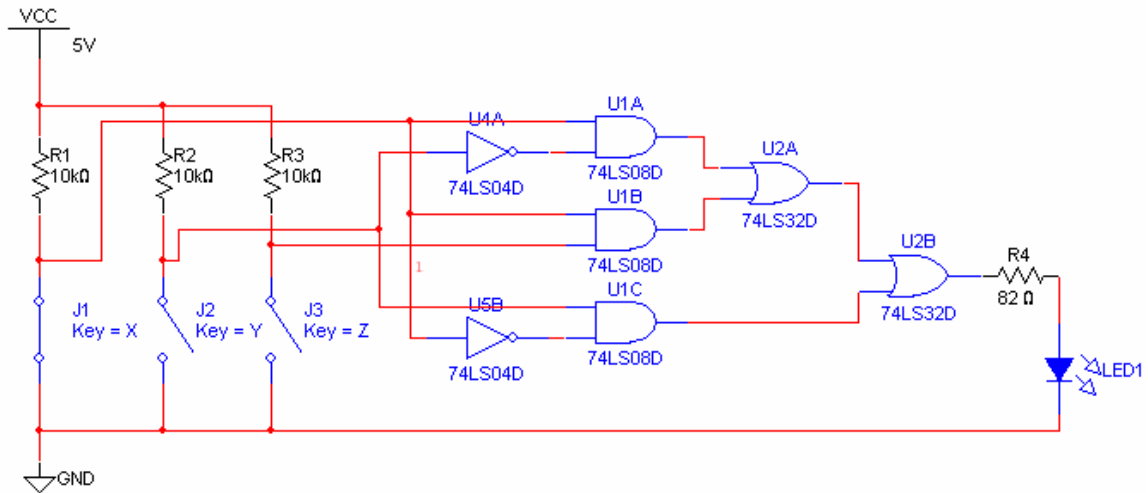 VCC
5V
R1
10kΩ
R2
10kΩ
R3
10kΩ
J1
Key = X
J2
Key = Y
J3
Key = Z
GND
U4A
74LS04D
U1A
74LS08D
U1B
74LS08D
1
U5B
74LS04D
U1C
74LS08D
U2A
74LS32D
U2B
74LS32D
R4
82 Ω
LED1